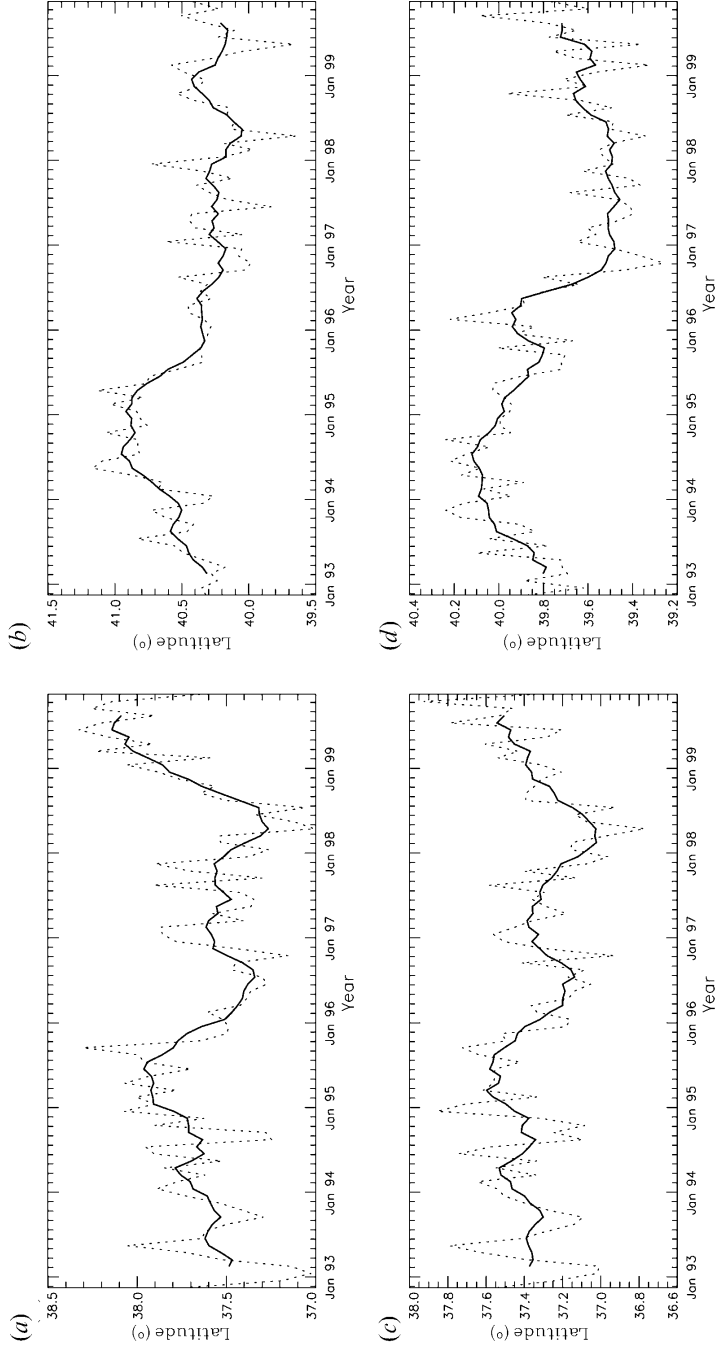 (a)
38.5
38.0
37.5
37.0
Latitude (°)
Jan 93
Jan 94
Jan 95
Jan 96
Jan 97
Jan 98
Jan 99
Year
(b)
41.5
41.0
40.5
40.0
39.5
Latitude (°)
Jan 93
Jan 94
Jan 95
Jan 96
Jan 97
Jan 98
Jan 99
Year
(c)
38.0
37.8
37.6
37.4
37.2
37.0
36.8
36.6
Latitude (°)
Jan 93
Jan 94
Jan 95
Jan 96
Jan 97
Jan 98
Jan 99
Year
(d)
40.4
40.2
40.0
39.8
39.6
39.4
39.2
Latitude (°)
Jan 93
Jan 94
Jan 95
Jan 96
Jan 97
Jan 98
Jan 99
Year